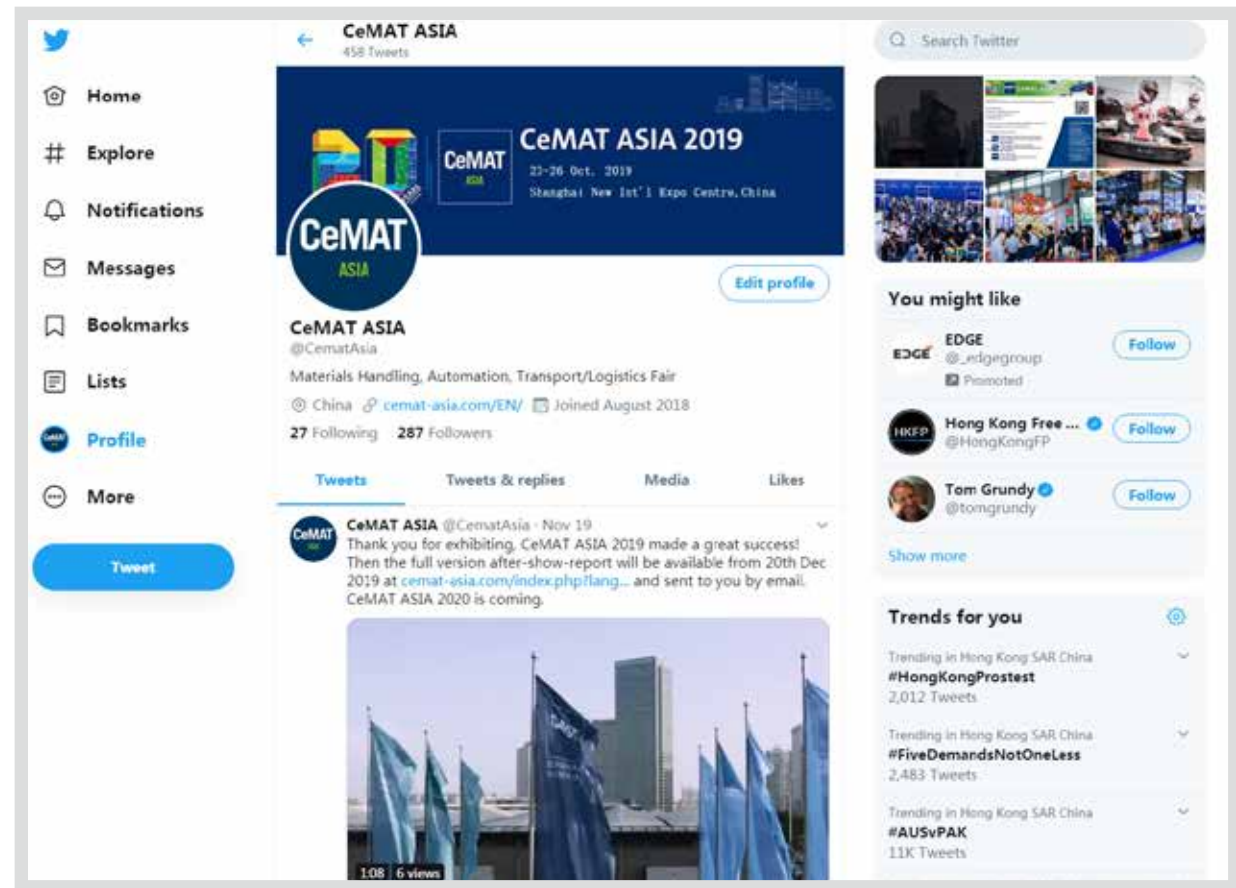 Home
Explore
Notifications
Messages
Bookmarks
Lists
Profile
More
Tweet
CeMAT ASIA
458 Tweets
CeMAT
ASIA
CeMAT ASIA 2019
23-26 Oct. 2019
Shanghai New Int'l Expo Centre, China
CeMAT
ASIA
Edit profile
CeMAT ASIA
@CematAsia
Materials Handling, Automation, Transport/Logistics Fair
China cemat-asia.com/EN/ Joined August 2018
27 Following 287 Followers
Tweets Tweets & replies Media Likes
CeMAT
CeMAT ASIA @CematAsia · Nov 19
Thank you for exhibiting, CeMAT ASIA 2019 made a great success!
Then the full version after-show-report will be available from 20th Dec
2019 at cemat-asia.com/index.php?lang... and sent to you by email.
CeMAT ASIA 2020 is coming.
CeMAT
1:08 6 views
Search Twitter
You might like
EDGE
EDGE
@_edgegroup
Promoted
Follow
HKFP
Hong Kong Free ...
@HongKongFP
Follow
Tom Grundy
@tomgrundy
Follow
Show more
Trends for you
Trending in Hong Kong SAR China
#HongKongProstest
2,012 Tweets
Trending in Hong Kong SAR China
#FiveDemandsNotOneLess
2,483 Tweets
Trending in Hong Kong SAR China
#AUSvPAK
11K Tweets